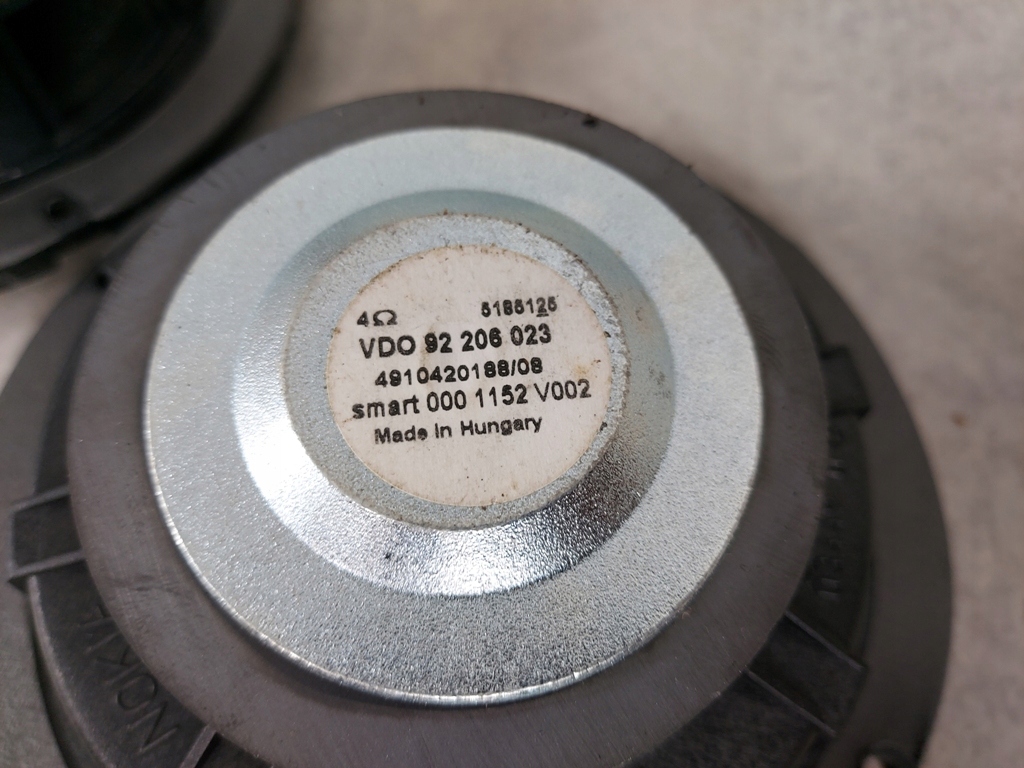 4Ω 5185125
VDO 92 206 023
4910420188/08
smart 000 1152 V002
Made in Hungary